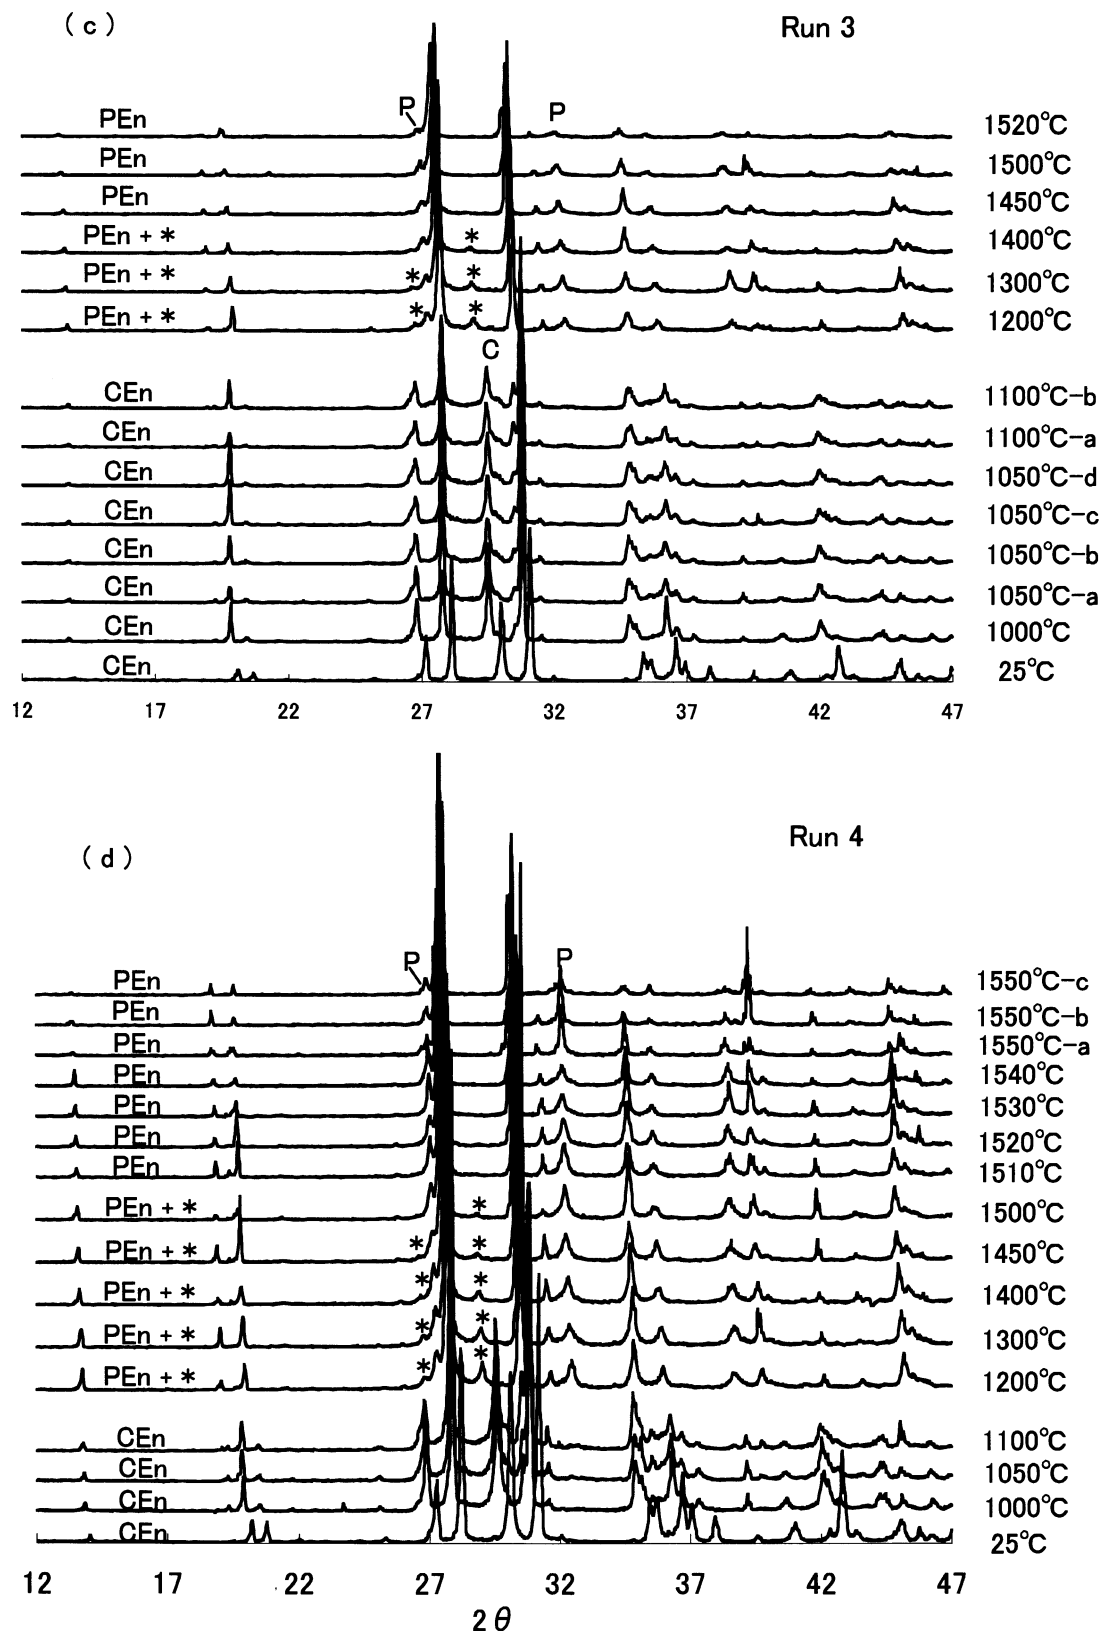 (c) Run 3
P P
PEn 1520℃
PEn 1500℃
PEn 1450℃
PEn + * * 1400℃
PEn + * * * 1300℃
PEn + * * * 1200℃
C
CEn 1100℃-b
CEn 1100℃-a
CEn 1050℃-d
CEn 1050℃-c
CEn 1050℃-b
CEn 1050℃-a
CEn 1000℃
CEn 25℃
12 17 22 27 32 37 42 47
(d) Run 4
P P
PEn 1550℃-c
PEn 1550℃-b
PEn 1550℃-a
PEn 1540℃
PEn 1530℃
PEn 1520℃
PEn 1510℃
PEn + * * 1500℃
PEn + * * * 1450℃
PEn + * * * 1400℃
PEn + * * * 1300℃
PEn + * * * 1200℃
CEn 1100℃
CEn 1050℃
CEn 1000℃
CEn 25℃
12 17 22 27 32 37 42 47
2θ